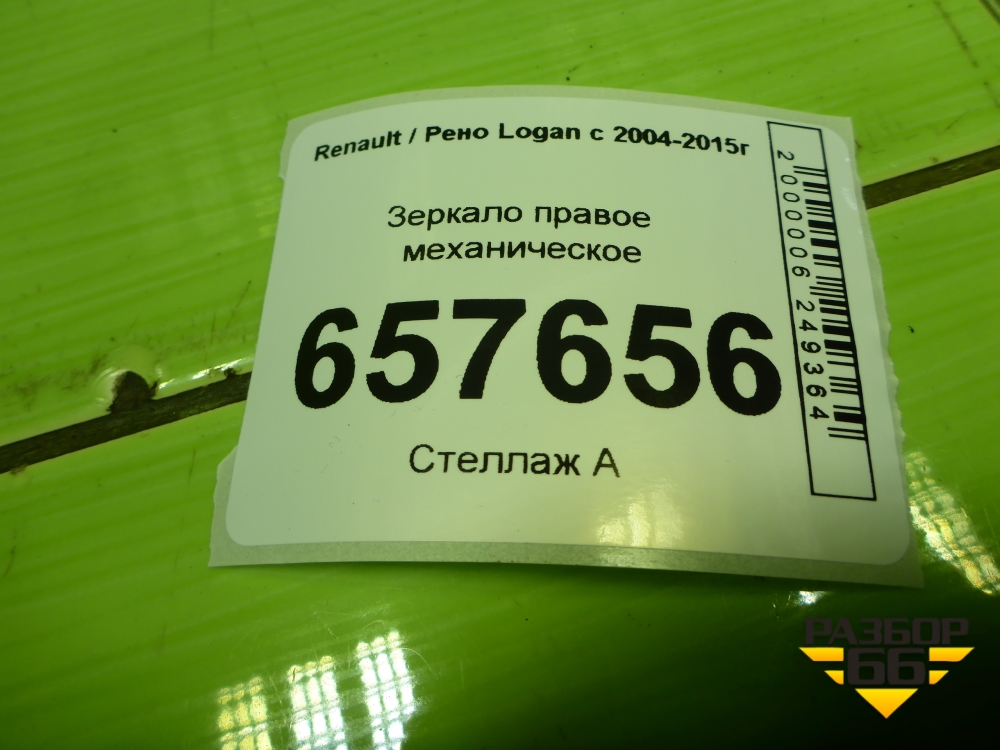 Renault / Рено Logan с 2004-2015г
Зеркало правое
механическое
657656
Стеллаж А
2000006249364
РАЗБОР
66